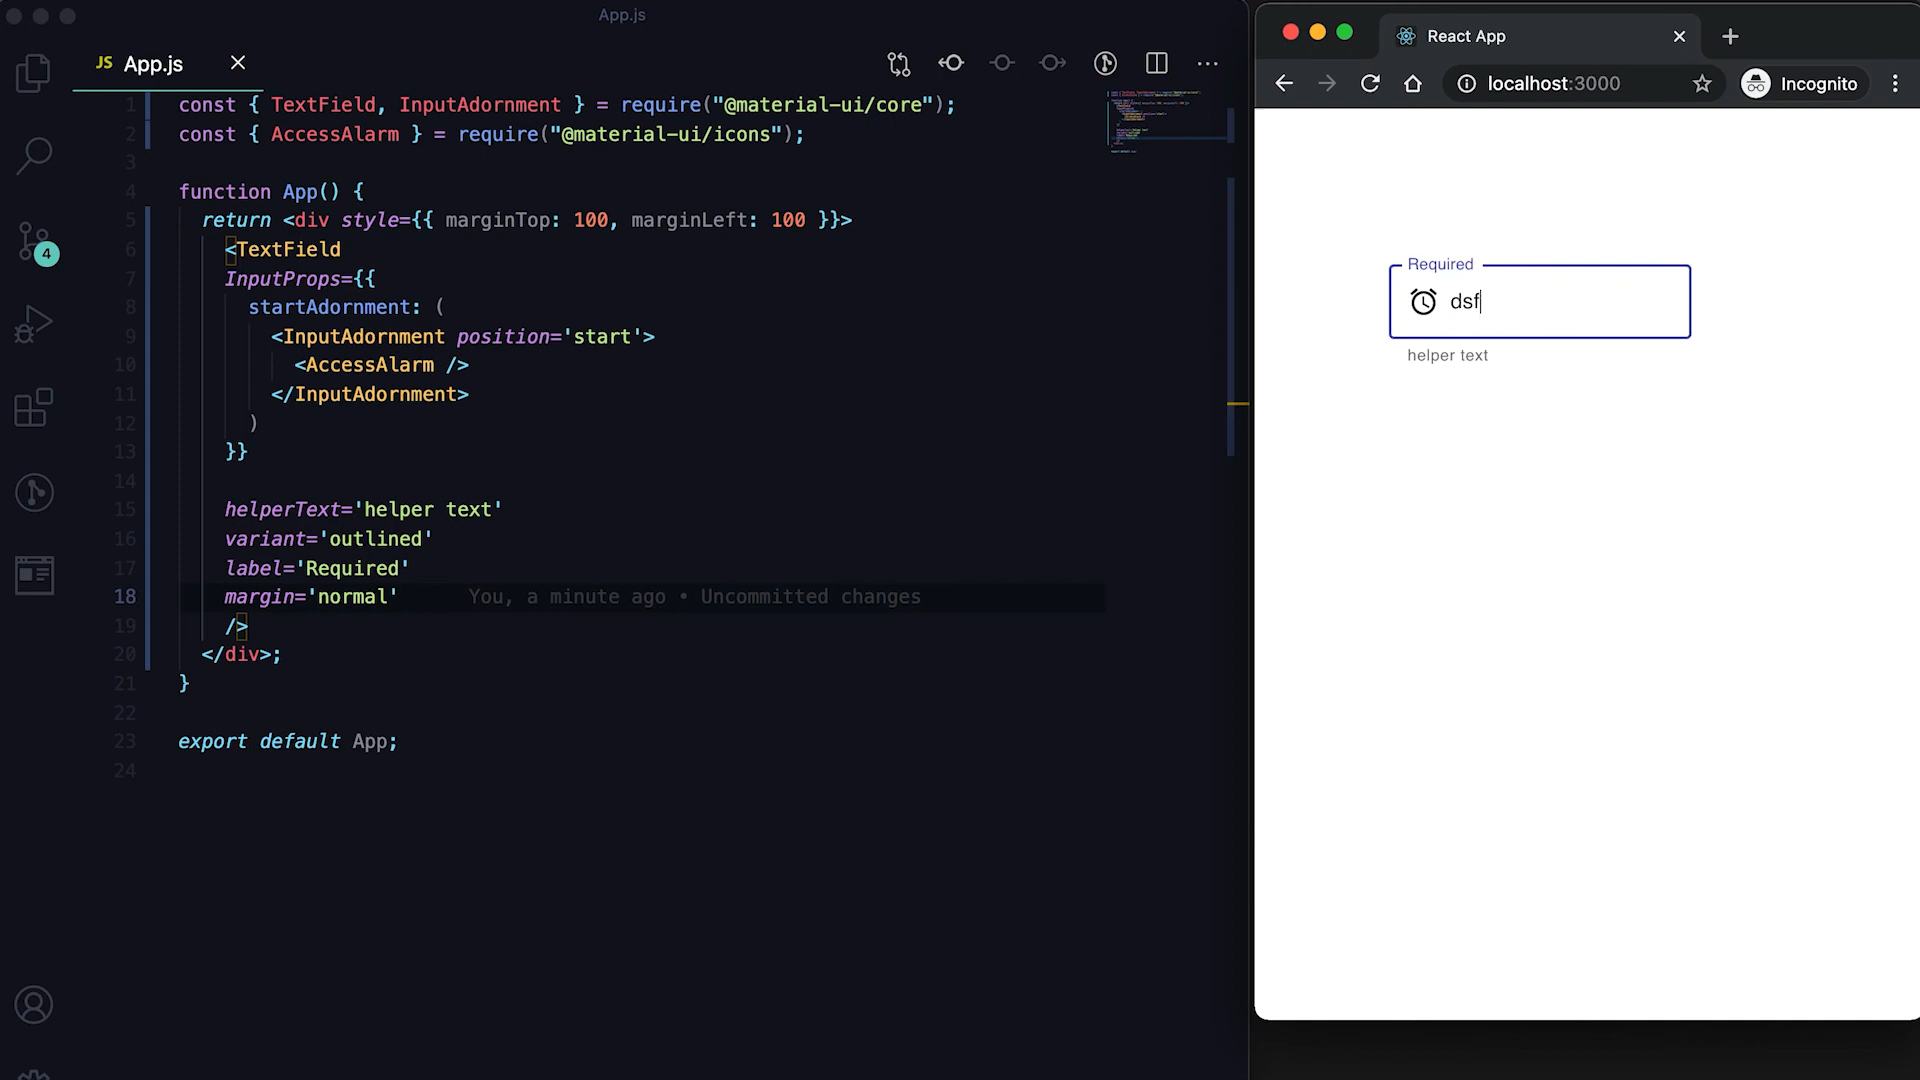 App.js
JS App.js
1 const { TextField, InputAdornment } = require("@material-ui/core");
2 const { AccessAlarm } = require("@material-ui/icons");
3
4 function App() {
5 return <div style={{ marginTop: 100, marginLeft: 100 }}>
6 <TextField
7 InputProps={{
8 startAdornment: (
9 <InputAdornment position='start'>
10 <AccessAlarm />
11 </InputAdornment>
12 )
13 }}
14
15 helperText='helper text'
16 variant='outlined'
17 label='Required'
18 margin='normal' You, a minute ago • Uncommitted changes
19 />
20 </div>;
21 }
22
23 export default App;
24
4
React App
localhost:3000
Incognito
Required
dsf
helper text